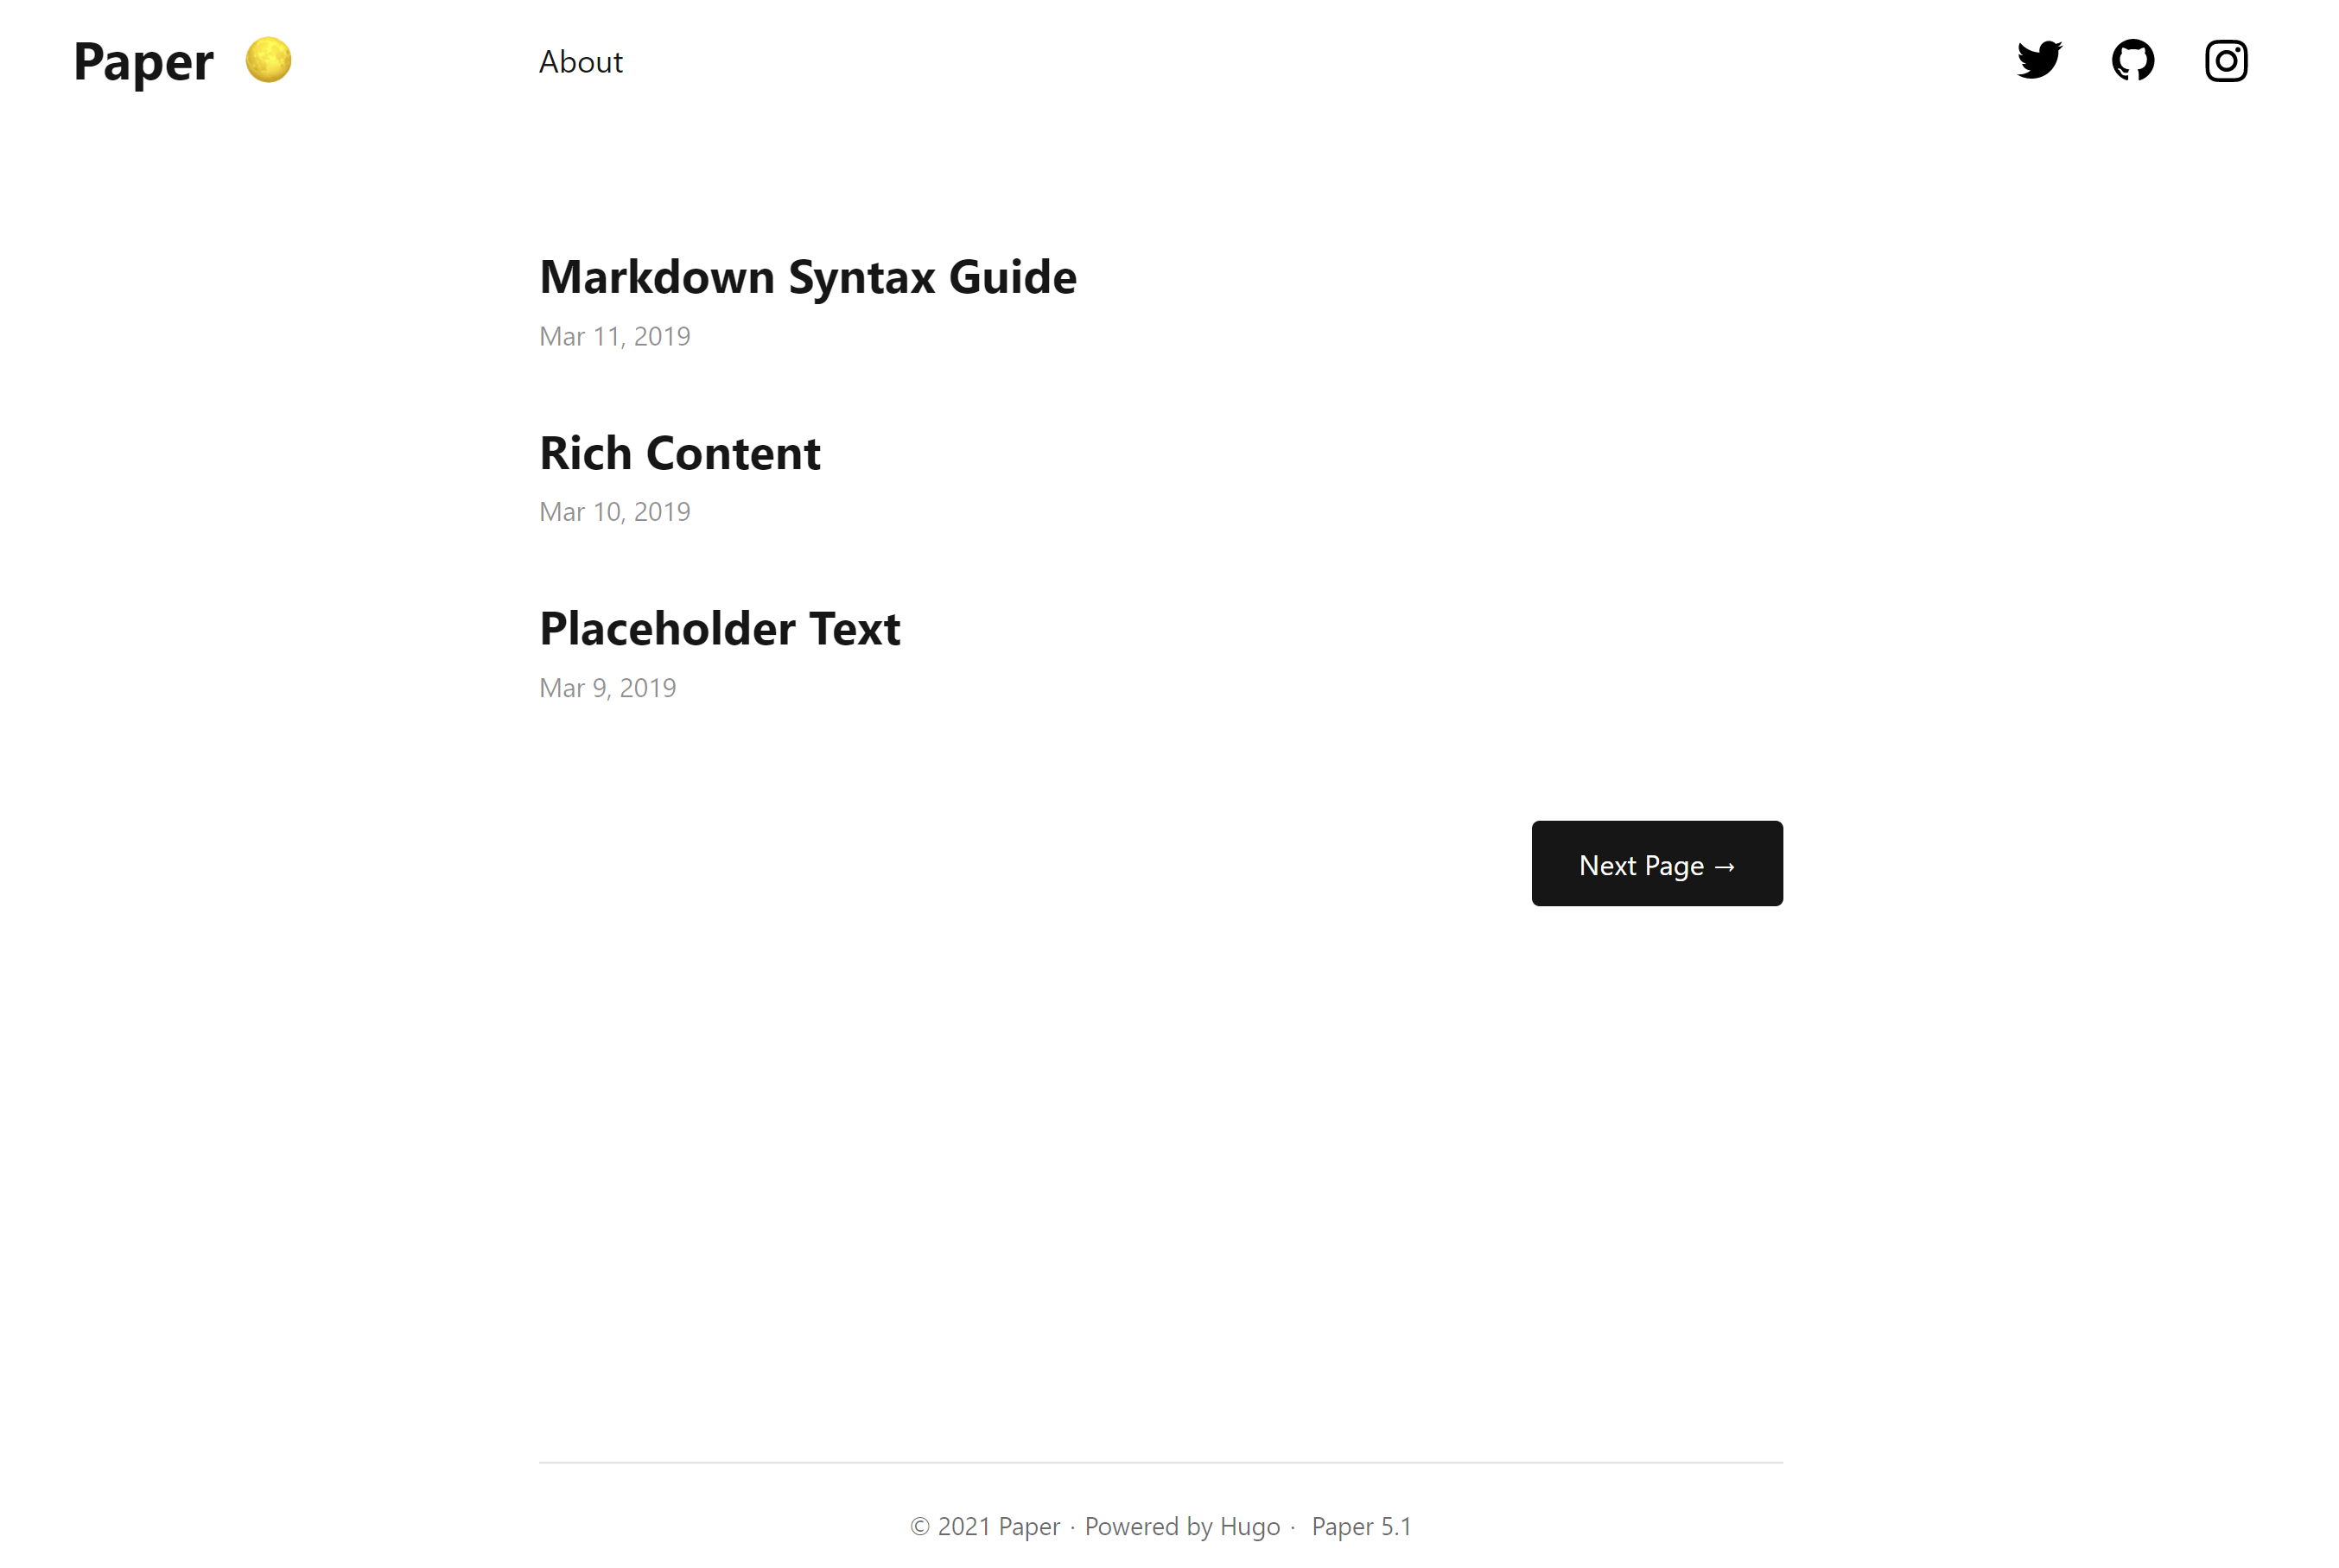 Paper
About
Markdown Syntax Guide
Mar 11, 2019
Rich Content
Mar 10, 2019
Placeholder Text
Mar 9, 2019
Next Page →
© 2021 Paper · Powered by Hugo · Paper 5.1